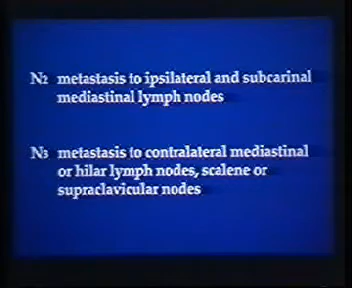 N2 metastasis to ipsilateral and subcarinal
mediastinal lymph nodes
N3 metastasis to contralateral mediastinal
or hilar lymph nodes, scalene or
supraclavicular nodes